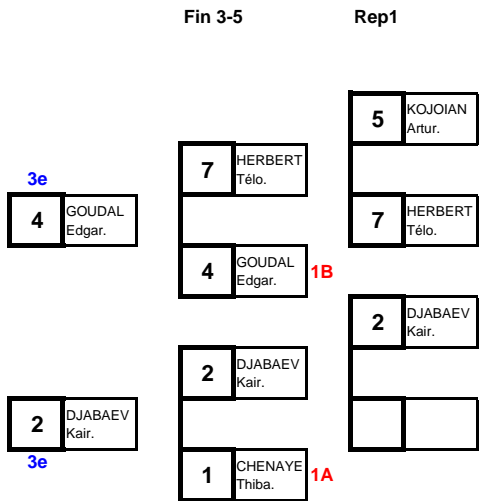 Fin 3-5 Rep1
5 KOJOIAN
Artur.
7 HERBERT
Télo.
3e
4 GOUDAL
Edgar.
7 HERBERT
Télo.
4 GOUDAL
Edgar. 1B
2 DJABAEV
Kair.
2 DJABAEV
Kair.
2 DJABAEV
Kair.
3e
1 CHENAYE
Thiba. 1A